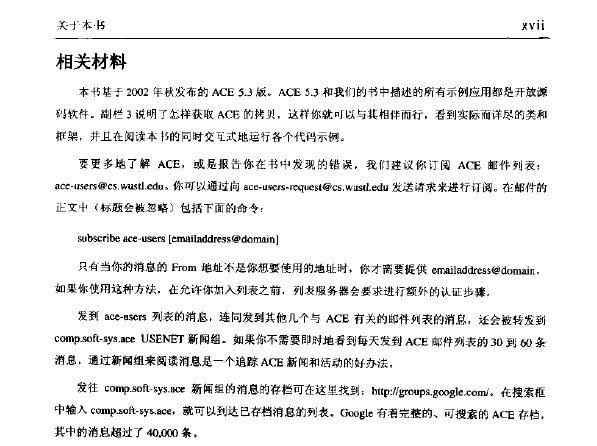 关于本书
xvii
相关材料
本书基于 2002 年秋发布的 ACE 5.3 版。ACE 5.3 和我们的书中描述的所有示例应用都是开放源
码软件。副栏 3 说明了怎样获取 ACE 的拷贝，这样你就可以与其相伴而行，看到实际而详尽的类和
框架，并且在阅读本书的同时交互式地运行各个代码示例。
要更多地了解 ACE，或是报告你在书中发现的错误，我们建议你订阅 ACE 邮件列表：
ace-users@cs.wustl.edu。你可以通过向 ace-users-request@cs.wustl.edu 发送请求来进行订阅。在邮件的
正文中（标题会被忽略）包括下面的命令：
subscribe ace-users [emailaddress@domain]
只有当你的消息的 From 地址不是你想要使用的地址时，你才需要提供 emailaddress@domain。
如果你使用这种方法，在允许你加入列表之前，列表服务器会要求进行额外的认证步骤。
发到 ace-users 列表的消息，连同发到其他几个与 ACE 有关的邮件列表的消息，还会被转发到
comp.soft-sys.ace USENET 新闻组。如果你不需要即时地看到每天发到 ACE 邮件列表的 30 到 60 条
消息，通过新闻组来阅读消息是一个追踪 ACE 新闻和活动的好办法。
发往 comp.soft-sys.ace 新闻组的消息的存档可在这里找到：http://groups.google.com/。在搜索框
中输入 comp.soft-sys.ace，就可以到达已存档消息的列表。Google 有着完整的、可搜索的 ACE 存档，
其中的消息超过了 40,000 条。